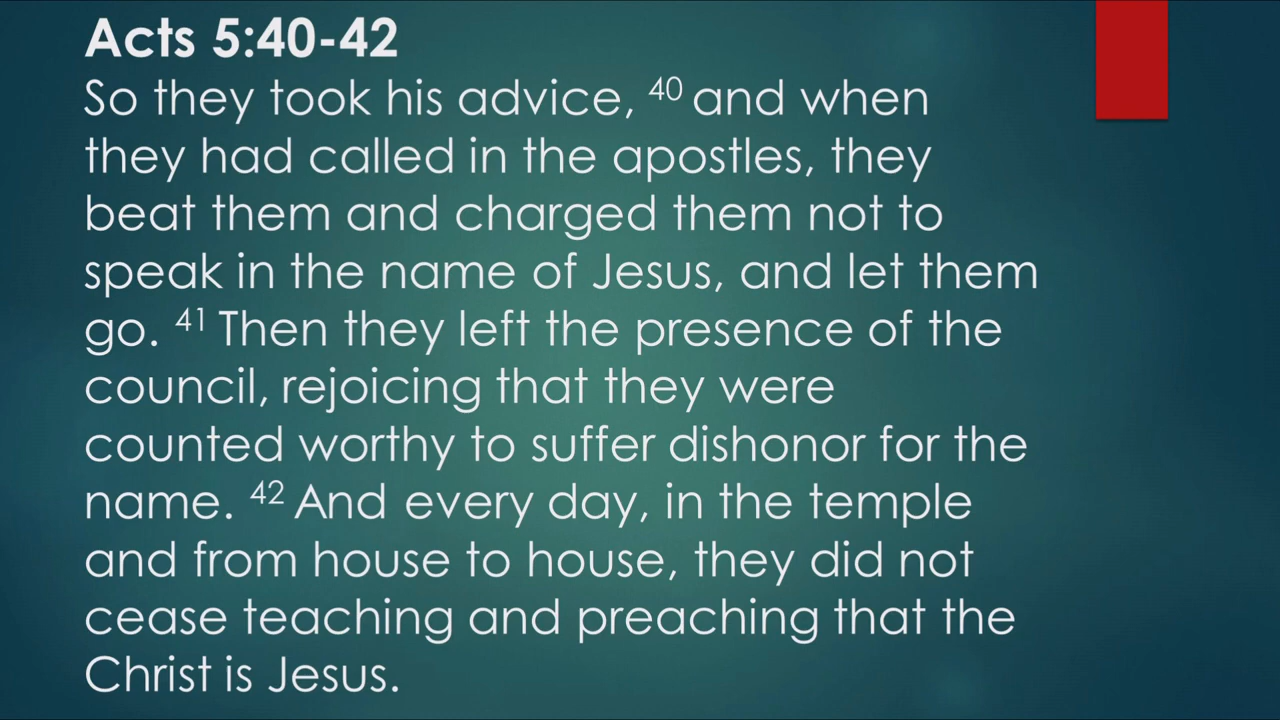 Acts 5:40-42
So they took his advice, 40 and when
they had called in the apostles, they
beat them and charged them not to
speak in the name of Jesus, and let them
go. 41 Then they left the presence of the
council, rejoicing that they were
counted worthy to suffer dishonor for the
name. 42 And every day, in the temple
and from house to house, they did not
cease teaching and preaching that the
Christ is Jesus.